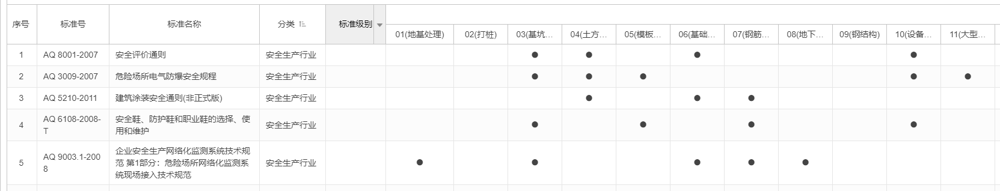 序号 标准号 标准名称 分类 标准级别
01(地基处理) 02(打桩) 03(基坑... 04(土方... 05(模板... 06(基础... 07(钢筋... 08(地下... 09(钢结构) 10(设备... 11(大型...
1 AQ 8001-2007 安全评价通则 安全生产行业 ● ● ● ●
2 AQ 3009-2007 危险场所电气防爆安全规程 安全生产行业 ● ● ● ● ●
3 AQ 5210-2011 建筑涂装安全通则(非正式版) 安全生产行业 ● ● ●
4 AQ 6108-2008-
T
安全鞋、防护鞋和职业鞋的选择、使
用和维护
安全生产行业 ● ● ● ●
5 AQ 9003.1-200
8
企业安全生产网络化监测系统技术规
范 第1部分：危险场所网络化监测系
统现场接入技术规范
安全生产行业 ● ● ● ● ●